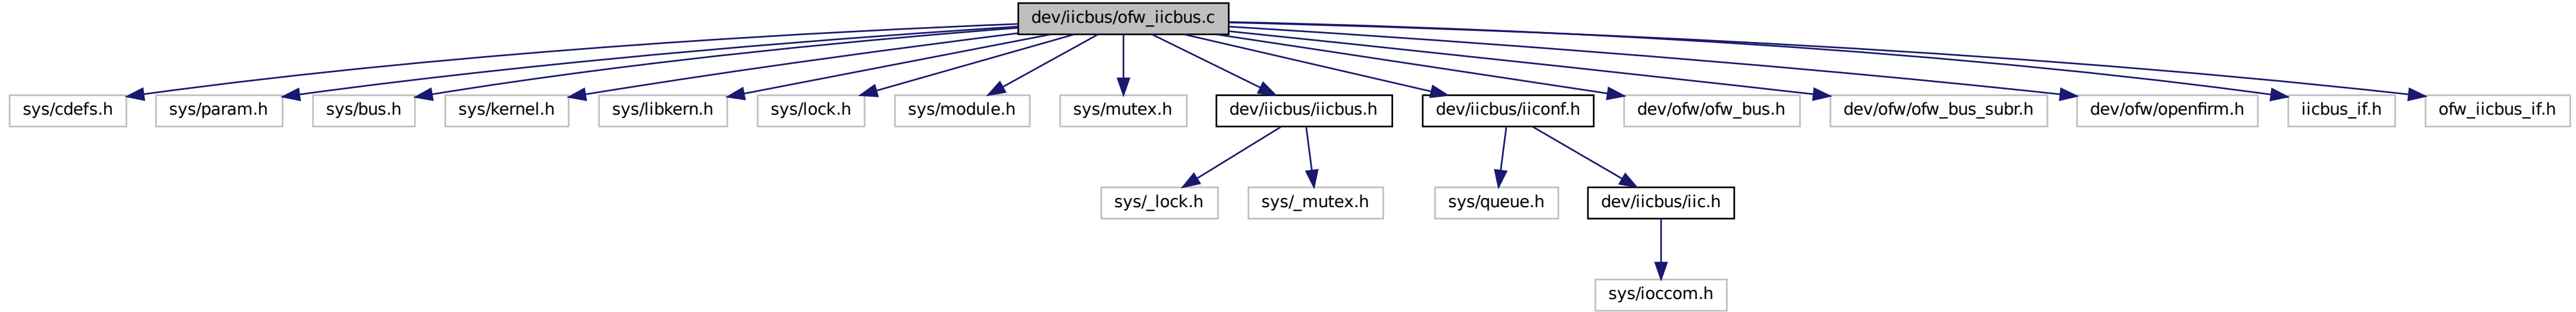 dev/iicbus/ofw_iicbus.c
sys/cdefs.h
sys/param.h
sys/bus.h
sys/kernel.h
sys/libkern.h
sys/lock.h
sys/module.h
sys/mutex.h
dev/iicbus/iicbus.h
dev/iicbus/iiconf.h
dev/ofw/ofw_bus.h
dev/ofw/ofw_bus_subr.h
dev/ofw/openfirm.h
iicbus_if.h
ofw_iicbus_if.h
sys/_lock.h
sys/_mutex.h
sys/queue.h
dev/iicbus/iic.h
sys/ioccom.h